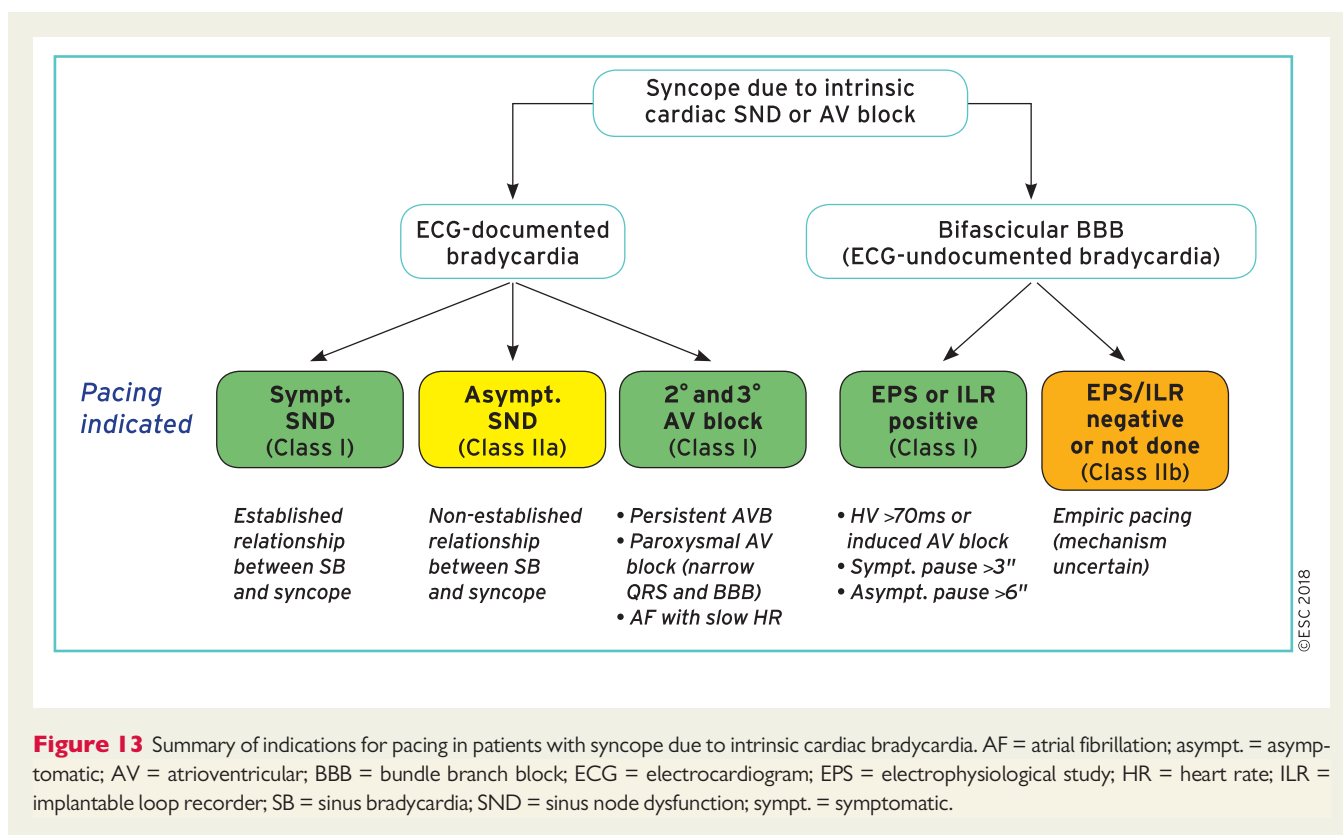 Syncope due to intrinsic
cardiac SND or AV block
ECG-documented
bradycardia
Bifascicular BBB
(ECG-undocumented bradycardia)
Pacing
indicated
Sympt.
SND
(Class I)
Asympt.
SND
(Class IIa)
2° and 3°
AV block
(Class I)
EPS or ILR
positive
(Class I)
EPS/ILR
negative
or not done
(Class IIb)
Established
relationship
between SB
and syncope
Non-established
relationship
between SB
and syncope
• Persistent AVB
• Paroxysmal AV
block (narrow
QRS and BBB)
• AF with slow HR
• HV >70ms or
induced AV block
• Sympt. pause >3"
• Asympt. pause >6"
Empiric pacing
(mechanism
uncertain)
©ESC 2018
Figure 13 Summary of indications for pacing in patients with syncope due to intrinsic cardiac bradycardia. AF = atrial fibrillation; asympt. = asymp-
tomatic; AV = atrioventricular; BBB = bundle branch block; ECG = electrocardiogram; EPS = electrophysiological study; HR = heart rate; ILR =
implantable loop recorder; SB = sinus bradycardia; SND = sinus node dysfunction; sympt. = symptomatic.